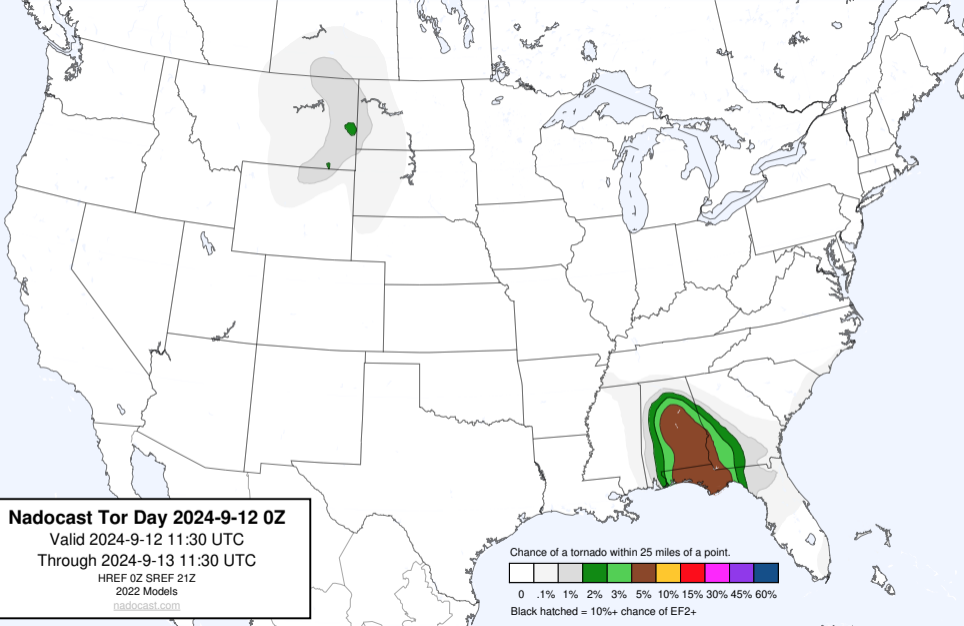 Nadocast Tor Day 2024-9-12 0Z
Valid 2024-9-12 11:30 UTC
Through 2024-9-13 11:30 UTC
HREF 0Z SREF 21Z
2022 Models
nadocast.com
Chance of a tornado within 25 miles of a point.
0 .1% 1% 2% 3% 5% 10% 15% 30% 45% 60%
Black hatched = 10%+ chance of EF2+